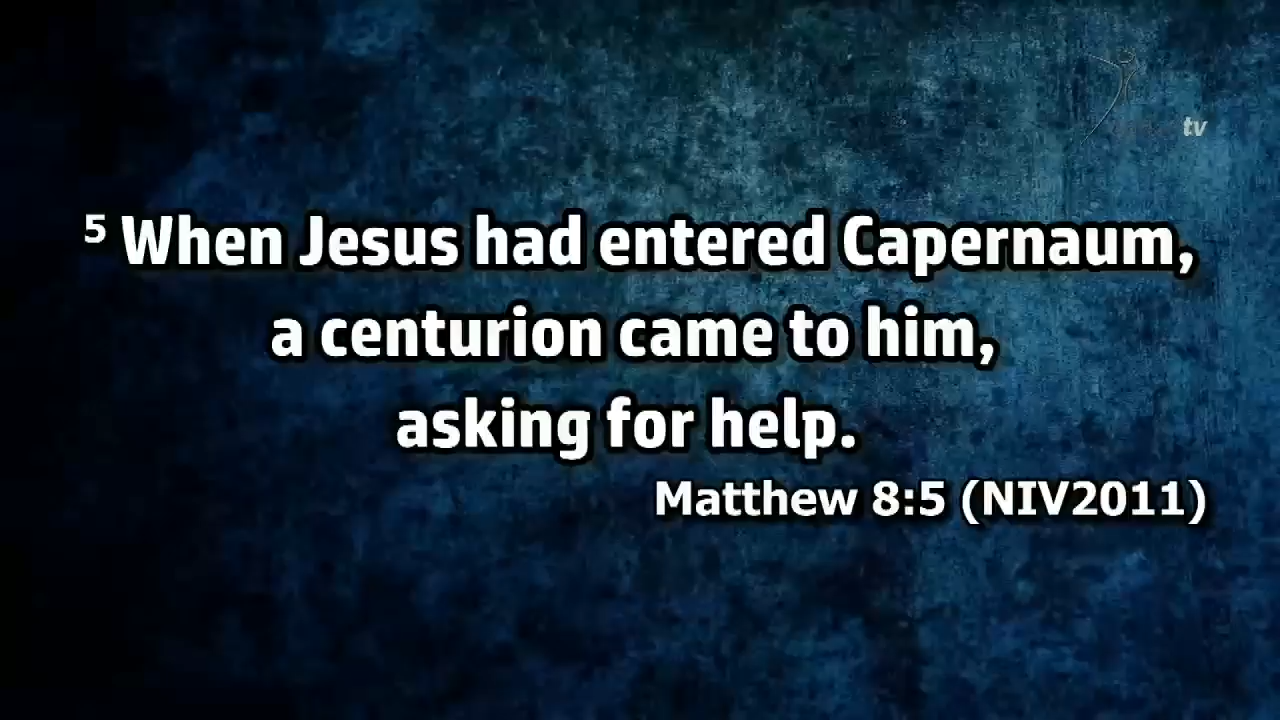 tv
⁵ When Jesus had entered Capernaum,
a centurion came to him,
asking for help.
Matthew 8:5 (NIV2011)